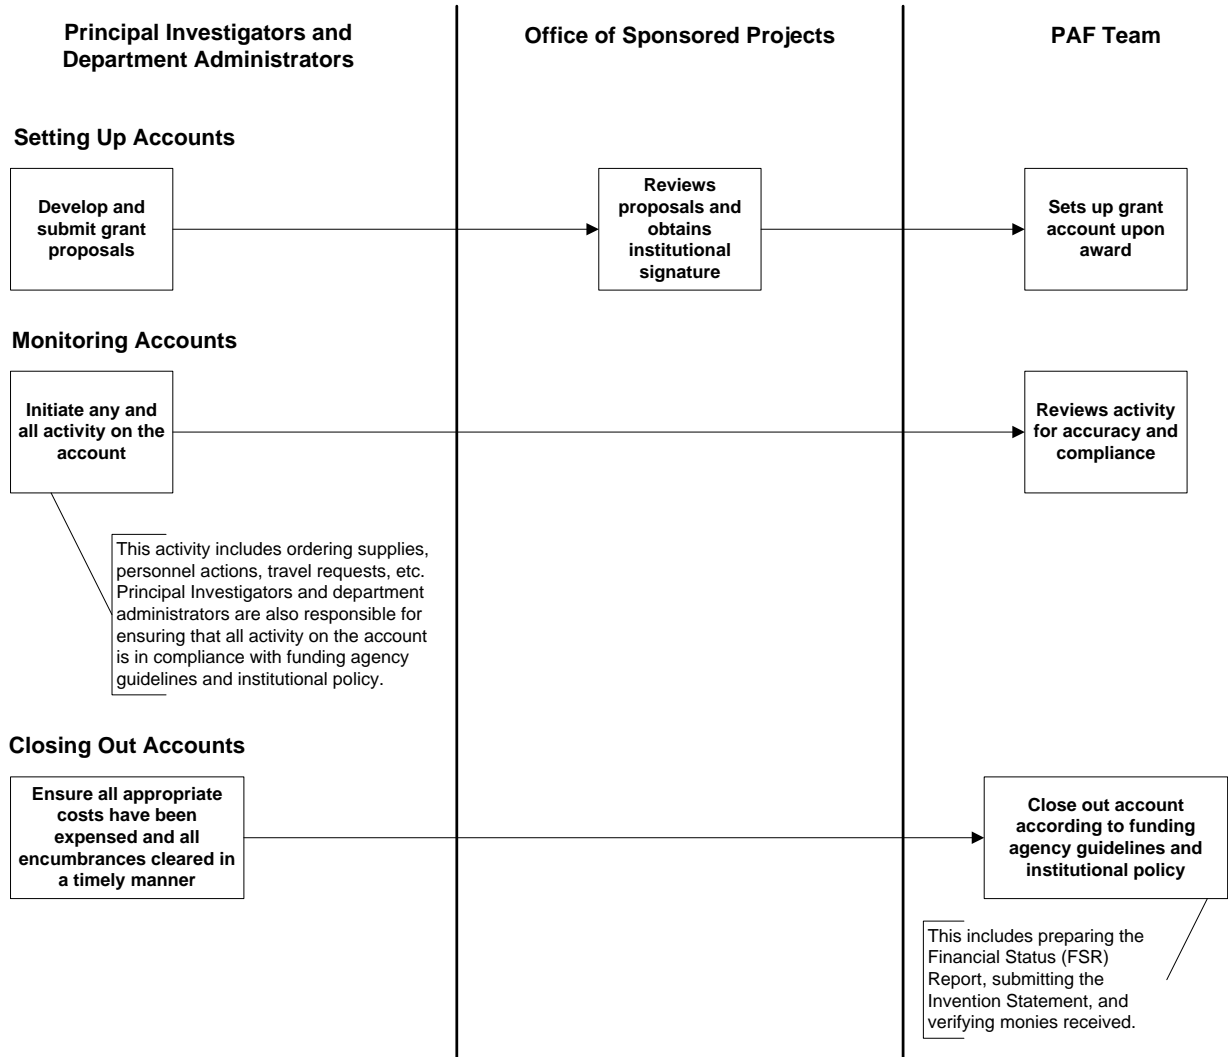 Principal Investigators and
Department Administrators
Office of Sponsored Projects
PAF Team
Setting Up Accounts
Develop and
submit grant
proposals
Reviews
proposals and
obtains
institutional
signature
Sets up grant
account upon
award
Monitoring Accounts
Initiate any and
all activity on the
account
Reviews activity
for accuracy and
compliance
This activity includes ordering supplies,
personnel actions, travel requests, etc.
Principal Investigators and department
administrators are also responsible for
ensuring that all activity on the account
is in compliance with funding agency
guidelines and institutional policy.
Closing Out Accounts
Ensure all appropriate
costs have been
expensed and all
encumbrances cleared in
a timely manner
Close out account
according to funding
agency guidelines and
institutional policy
This includes preparing the
Financial Status (FSR)
Report, submitting the
Invention Statement, and
verifying monies received.